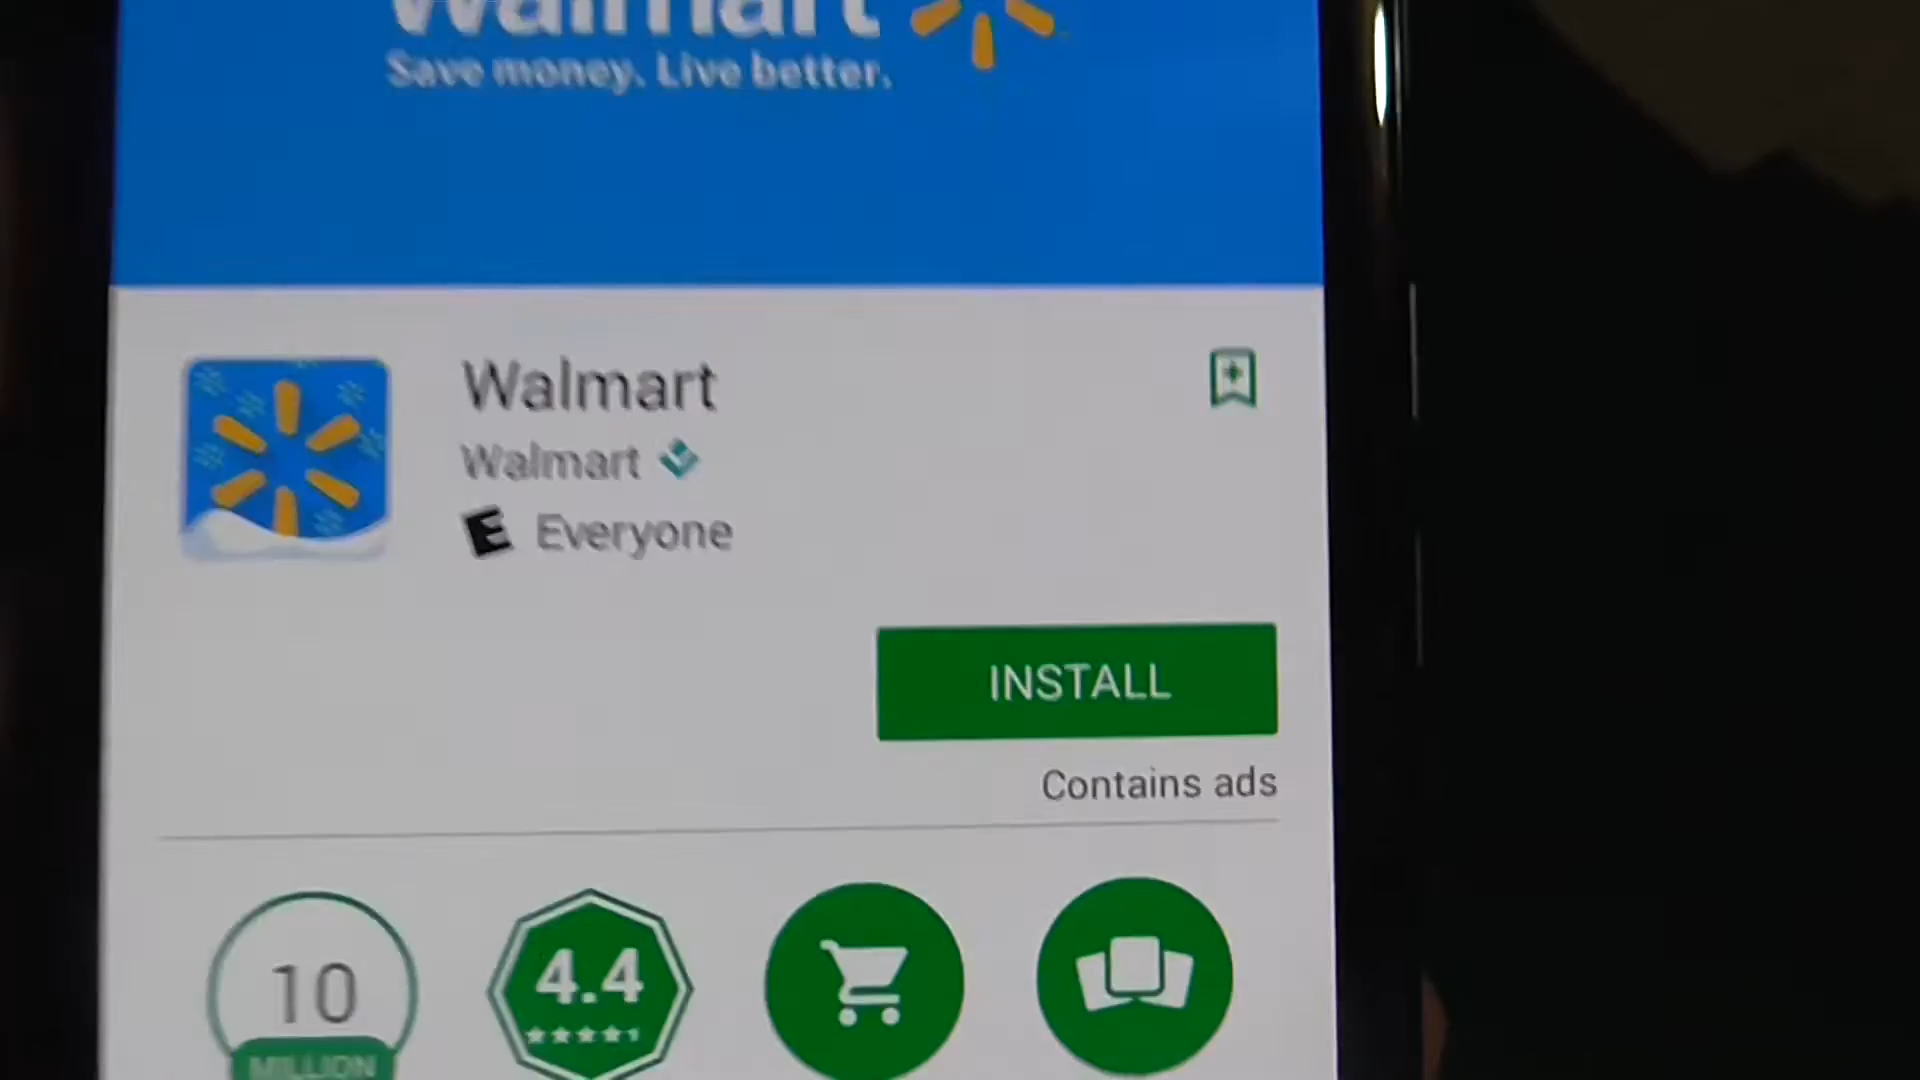 Walmart
Save money. Live better.
Walmart
Walmart
E Everyone
INSTALL
Contains ads
10
MILLION
4.4